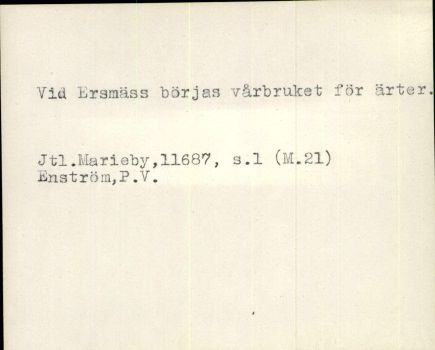 Vid Ersmäss börjas vårbruket för ärter.
Jtl.Marieby,11687, s.1 (M.21)
Enström,P.V.